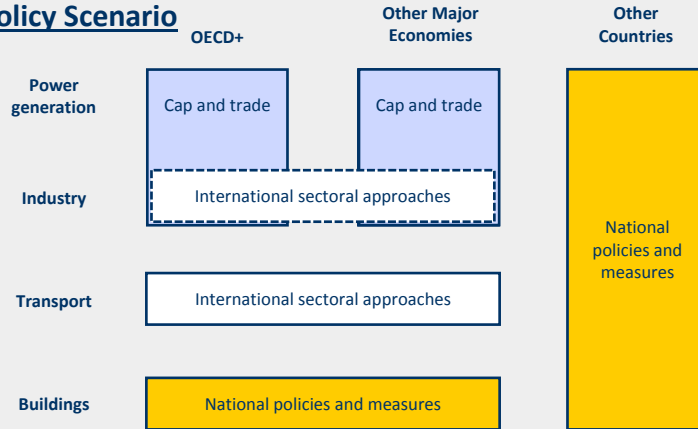 olicy Scenario
OECD+
Other Major
Economies
Other
Countries
Power
generation
Cap and trade
Cap and trade
Industry
International sectoral approaches
National
policies and
measures
Transport
International sectoral approaches
Buildings
National policies and measures